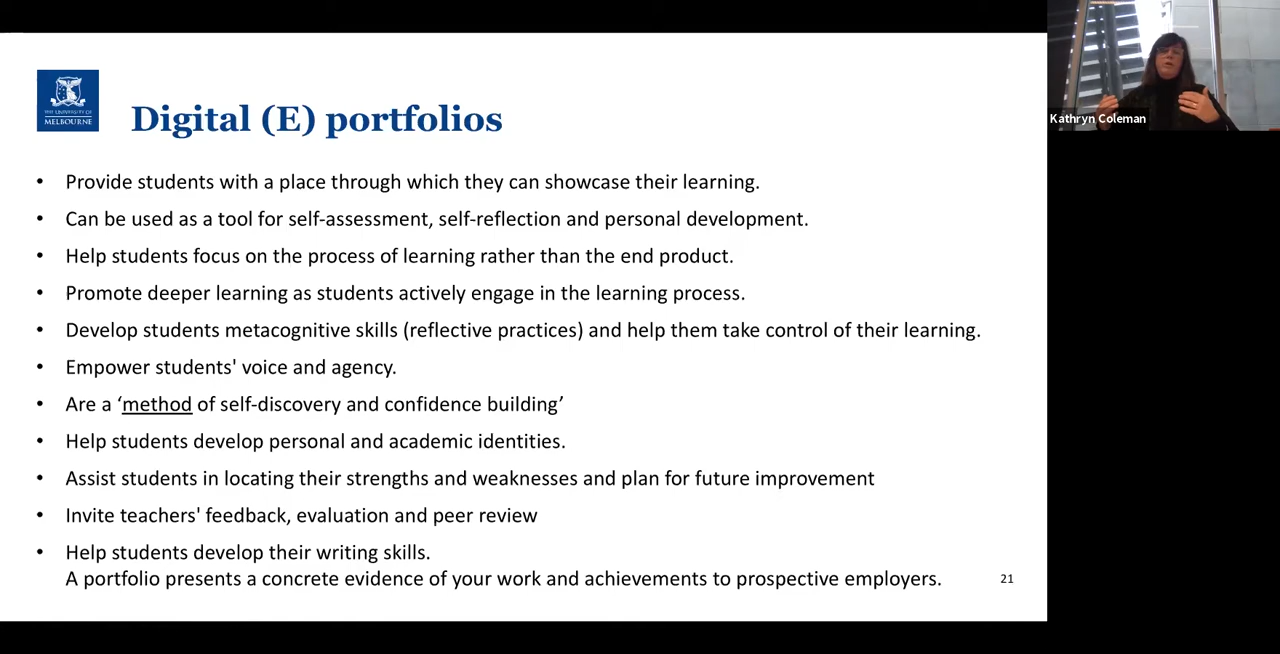 THE UNIVERSITY OF
MELBOURNE
Digital (E) portfolios
• Provide students with a place through which they can showcase their learning.
• Can be used as a tool for self-assessment, self-reflection and personal development.
• Help students focus on the process of learning rather than the end product.
• Promote deeper learning as students actively engage in the learning process.
• Develop students metacognitive skills (reflective practices) and help them take control of their learning.
• Empower students' voice and agency.
• Are a ‘method of self-discovery and confidence building’
• Help students develop personal and academic identities.
• Assist students in locating their strengths and weaknesses and plan for future improvement
• Invite teachers' feedback, evaluation and peer review
• Help students develop their writing skills.
A portfolio presents a concrete evidence of your work and achievements to prospective employers.
21
Kathryn Coleman